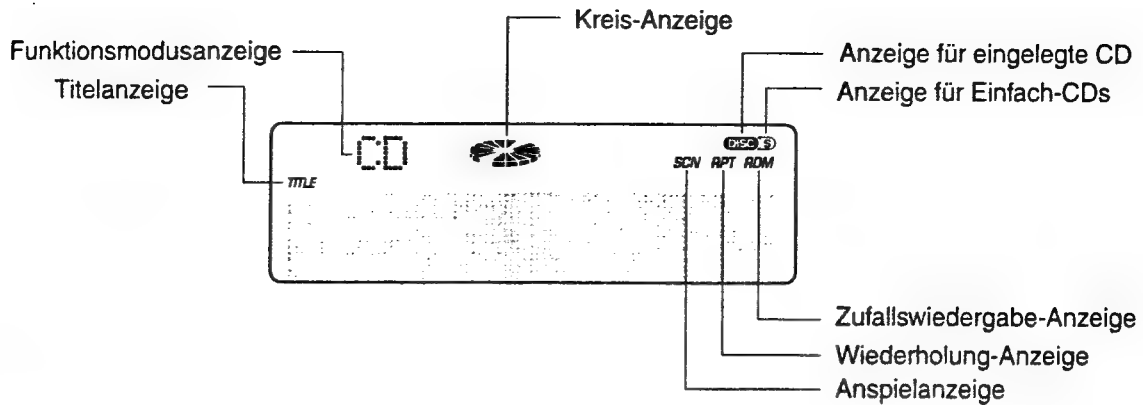 Kreis-Anzeige
Funktionsmodusanzeige
Anzeige für eingelegte CD
Titelanzeige
Anzeige für Einfach-CDs
CD
DISC S
SCN RPT RDM
TITLE
Zufallswiedergabe-Anzeige
Wiederholung-Anzeige
Anspielanzeige